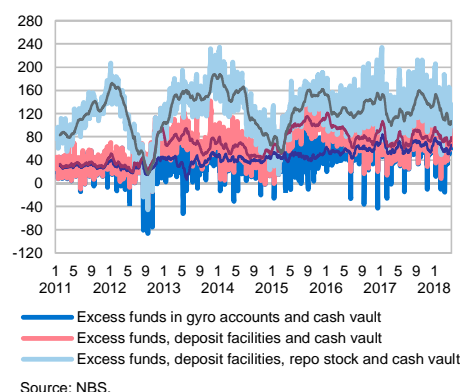 280
240
200
160
120
80
40
0
-40
-80
-120
1 5 9 1 5 9 1 5 9 1 5 9 1 5 9 1 5 9 1 5 9 1
2011 2012 2013 2014 2015 2016 2017 2018
Excess funds in gyro accounts and cash vault
Excess funds, deposit facilities and cash vault
Excess funds, deposit facilities, repo stock and cash vault
Source: NBS.